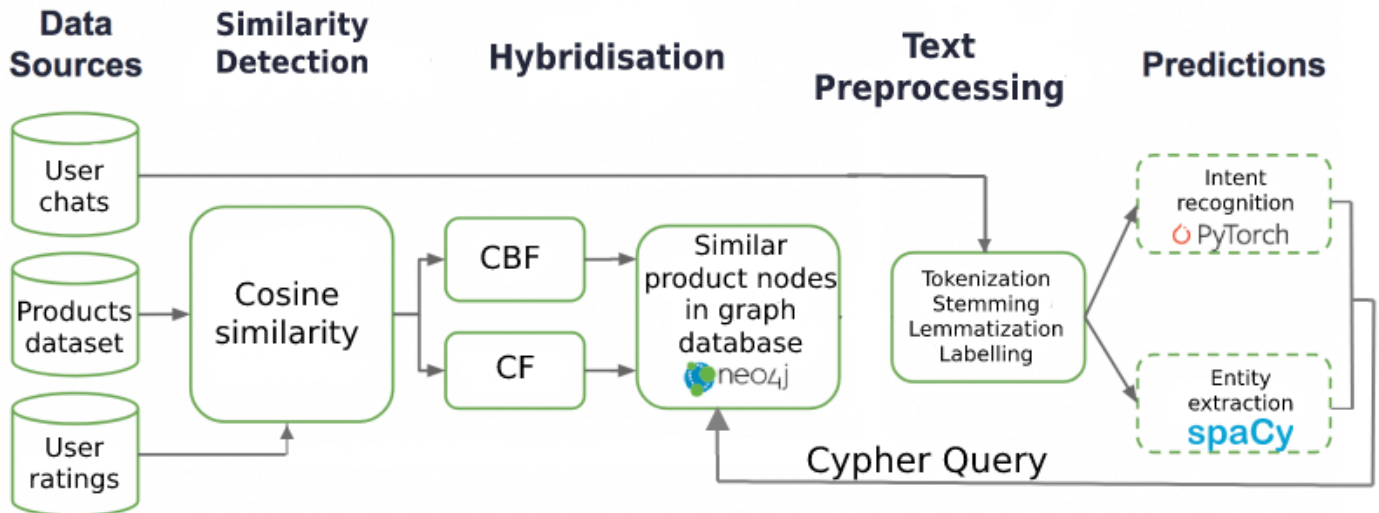 Data
Sources
Similarity
Detection
Hybridisation
Text
Preprocessing
Predictions
User
chats
Products
dataset
User
ratings
Cosine
similarity
CBF
CF
Similar
product nodes
in graph
database
neo4j
Tokenization
Stemming
Lemmatization
Labelling
Intent
recognition
PyTorch
Entity
extraction
spaCy
Cypher Query